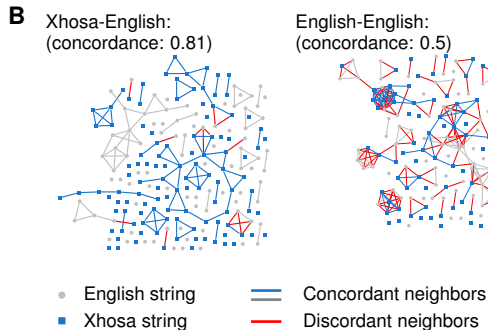 B
Xhosa-English:
(concordance: 0.81)
English-English:
(concordance: 0.5)
English string
Concordant neighbors
Xhosa string
Discordant neighbors